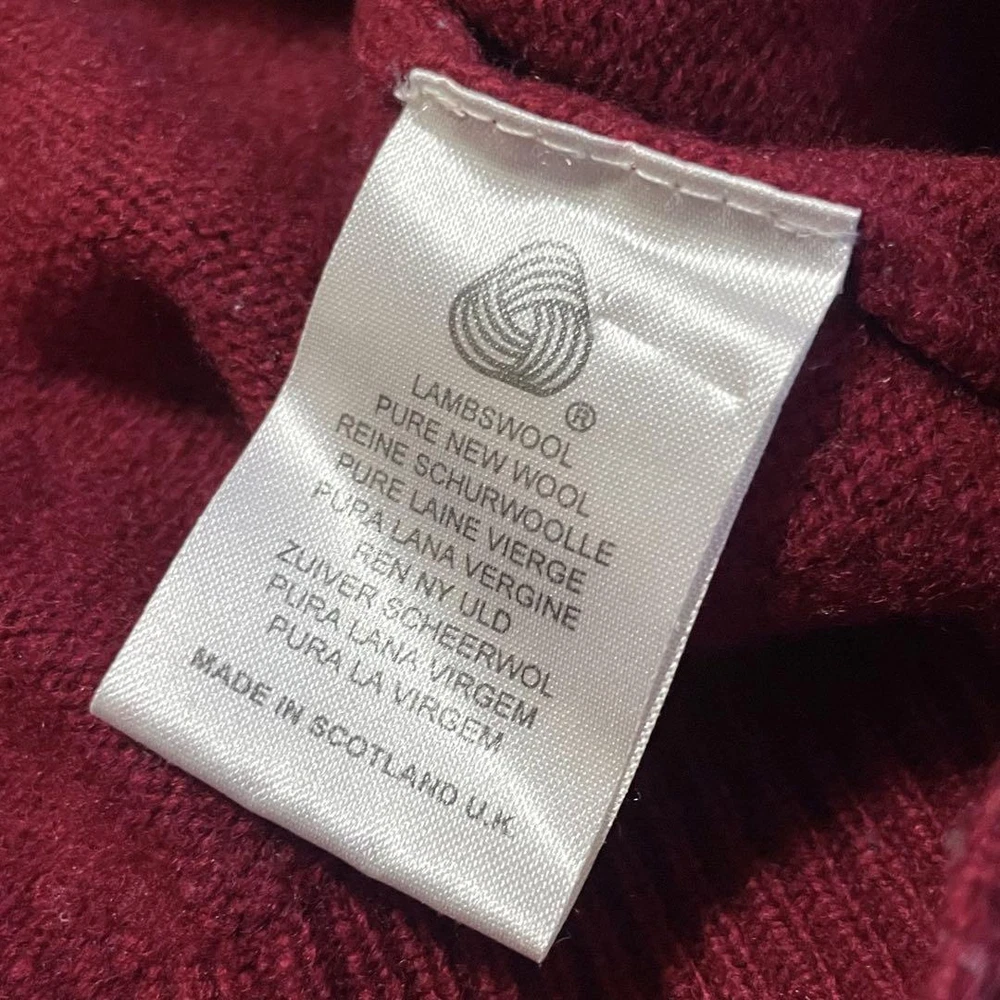 ®
LAMBSWOOL
PURE NEW WOOL
REINE SCHURWOOLLE
PURE LAINE VIERGE
PURA LANA VERGINE
REN NY ULD
ZUIVER SCHEERWOL
PURA LANA VIRGEM
PURA LA VIRGEM
MADE IN SCOTLAND U.K.